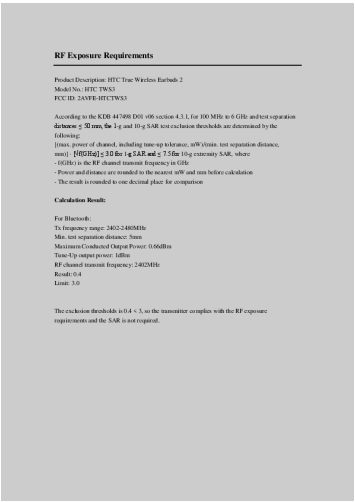 RF Exposure Requirements
Product Description: HTC True Wireless Earbuds 2
Model No.: HTC TWS3
FCC ID: 2AVFE-HTCTWS3
According to the KDB 447498 D01 v06 section 4.3.1, for 100 MHz to 6 GHz and test separation
distances ≤ 50 mm, the 1-g and 10-g SAR test exclusion thresholds are determined by the
following:
[(max. power of channel, including tune-up tolerance, mW)/(min. test separation distance,
mm)] · [√f(GHz)] ≤ 3.0 for 1-g SAR and ≤ 7.5 for 10-g extremity SAR, where
- f(GHz) is the RF channel transmit frequency in GHz
- Power and distance are rounded to the nearest mW and mm before calculation
- The result is rounded to one decimal place for comparison
Calculation Result:
For Bluetooth:
Tx frequency range: 2402-2480MHz
Min. test separation distance: 5mm
Maximum Conducted Output Power: 0.66dBm
Tune-Up output power: 1dBm
RF channel transmit frequency: 2402MHz
Result: 0.4
Limit: 3.0
The exclusion thresholds is 0.4 < 3, so the transmitter complies with the RF exposure
requirements and the SAR is not required.